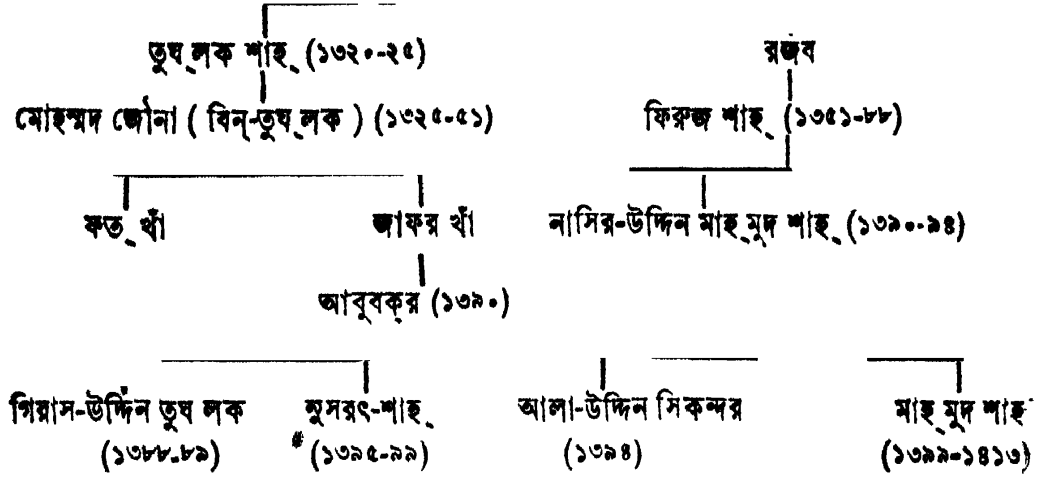 তুঘ্লক শাহ্ (১৩২০-২৫) রজব
মোহম্মদ জৌনা ( বিন্-তুঘ্লক ) (১৩২৫-৫১) ফিরুজ শাহ্ (১৩৫১-৮৮)
ফত্ খাঁ জাফর খাঁ নাসির-উদ্দিন মাহ্মুদ শাহ্ (১৩৯০-৯৪)
আবুবক্র (১৩৯০)
গিয়াস-উদ্দিন তুঘলক নুসরৎ-শাহ্ আলা-উদ্দিন সিকন্দর মাহ্মুদ শাহ
(১৩৮৮-৮৯) * (১৩৯৫-৯৯) (১৩৯৪) (১৩৯৯-১৪১৩)